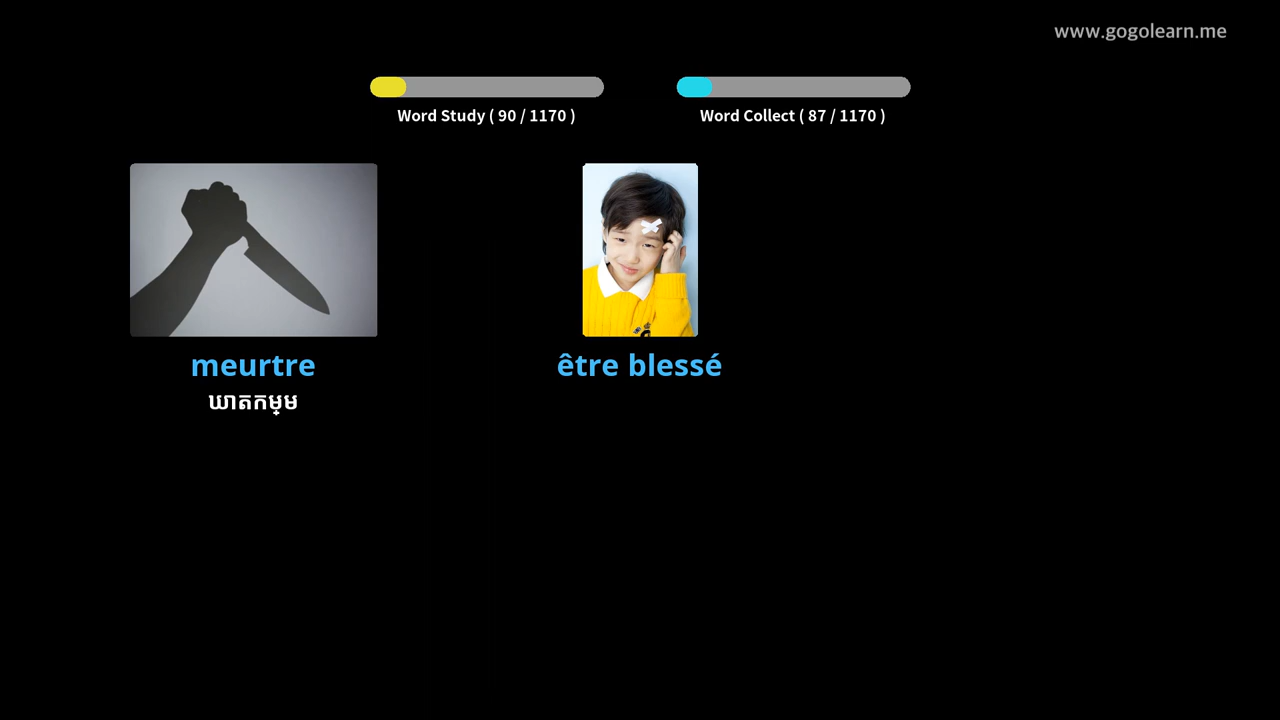 www.gogolearn.me
Word Study ( 90 / 1170 )
Word Collect ( 87 / 1170 )
meurtre
ឃាតកម្ម
être blessé